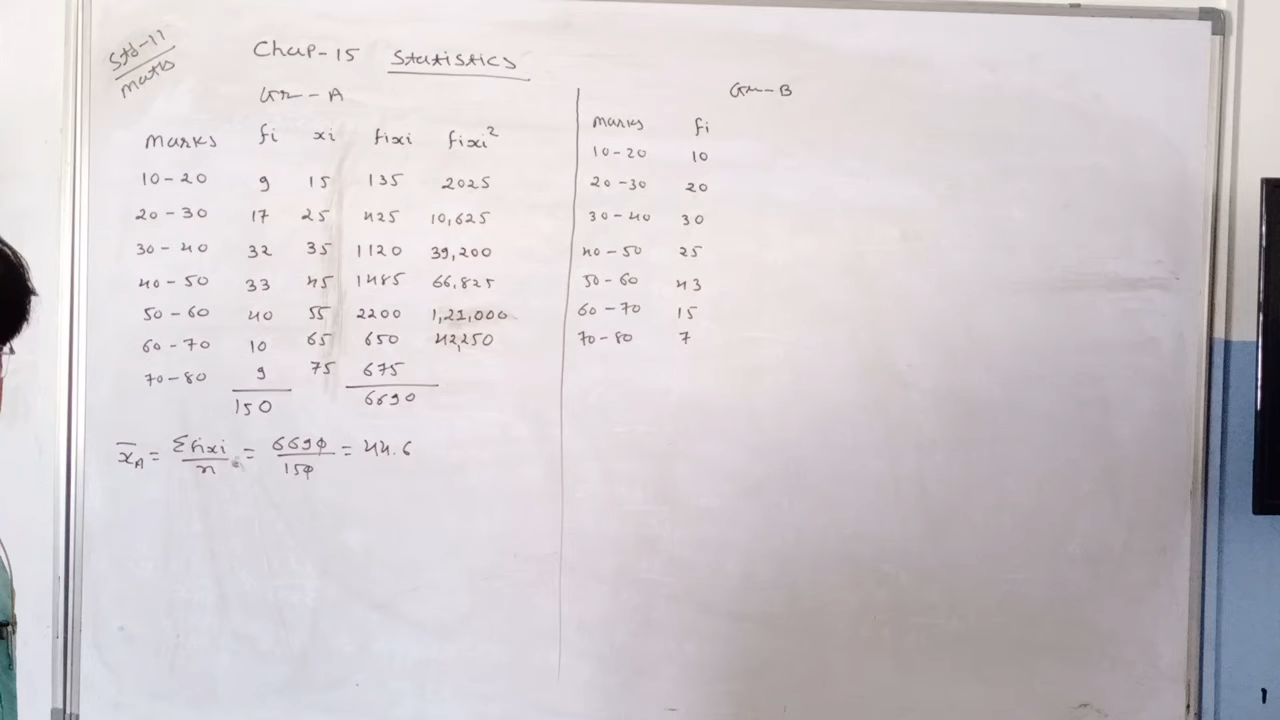 Std-11
maths
Chap-15 Statistics
Gr-A
marks fi xi fixi fixi²
10-20 9 15 135 2025
20-30 17 25 425 10,625
30-40 32 35 1120 39,200
40-50 33 45 1485 66,825
50-60 40 55 2200 1,21,000
60-70 10 65 650 42,250
70-80 9 75 675
150 6690
x̄A = Σfixi/n = 6690/150 = 44.6
Gr-B
marks fi
10-20 10
20-30 20
30-40 30
40-50 25
50-60 43
60-70 15
70-80 7